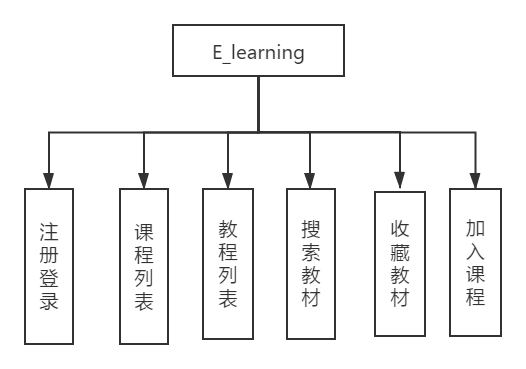 E_learning
注册登录
课程列表
教程列表
搜索教材
收藏教材
加入课程